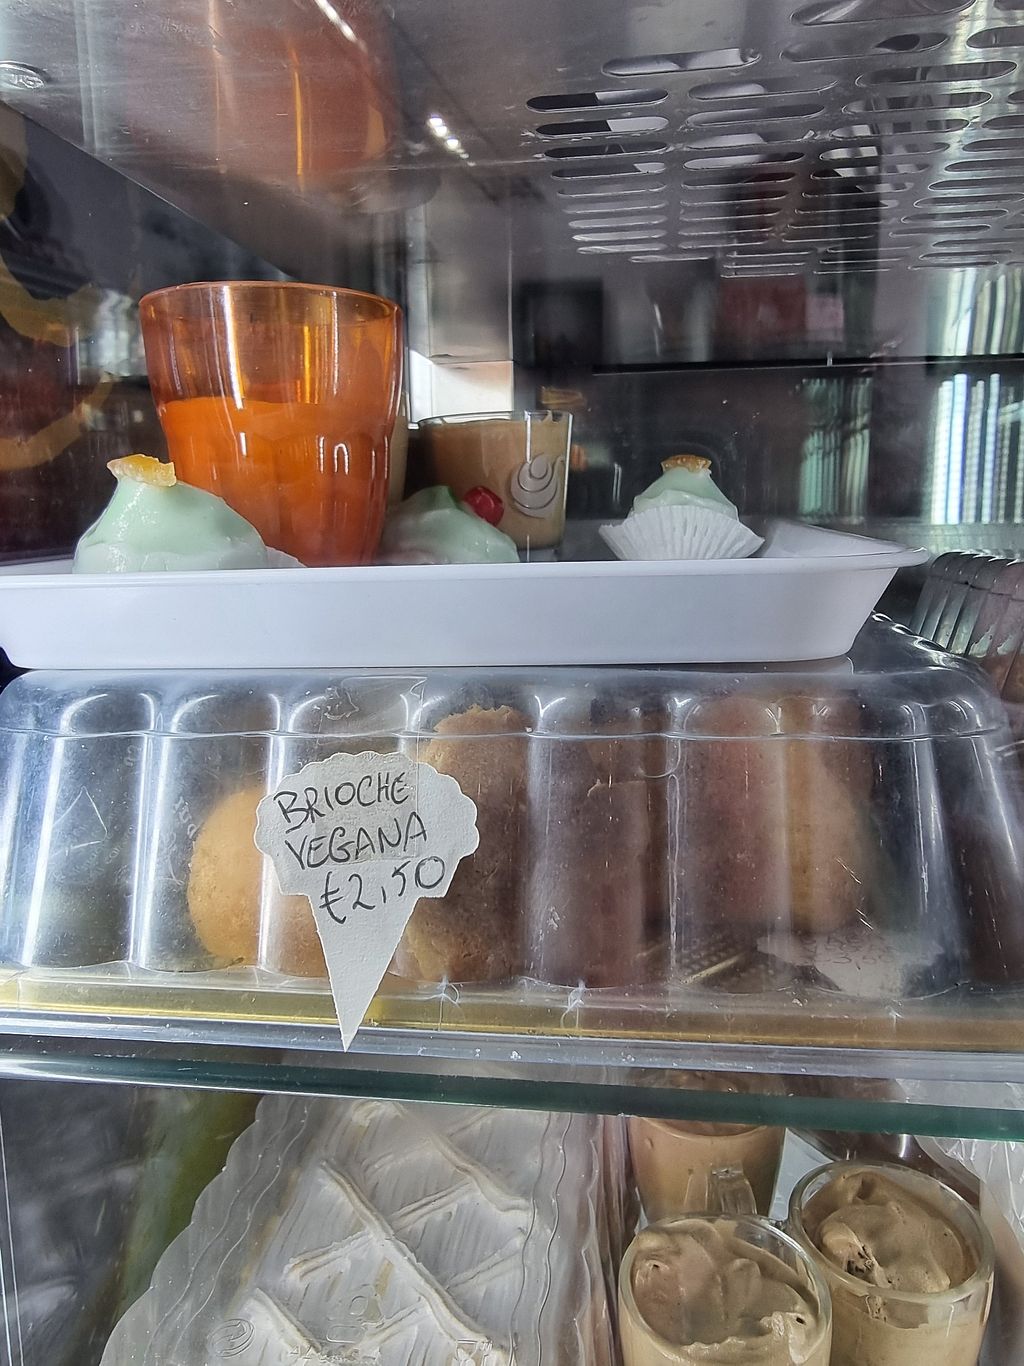 BRIOCHE
VEGANA
€2,50